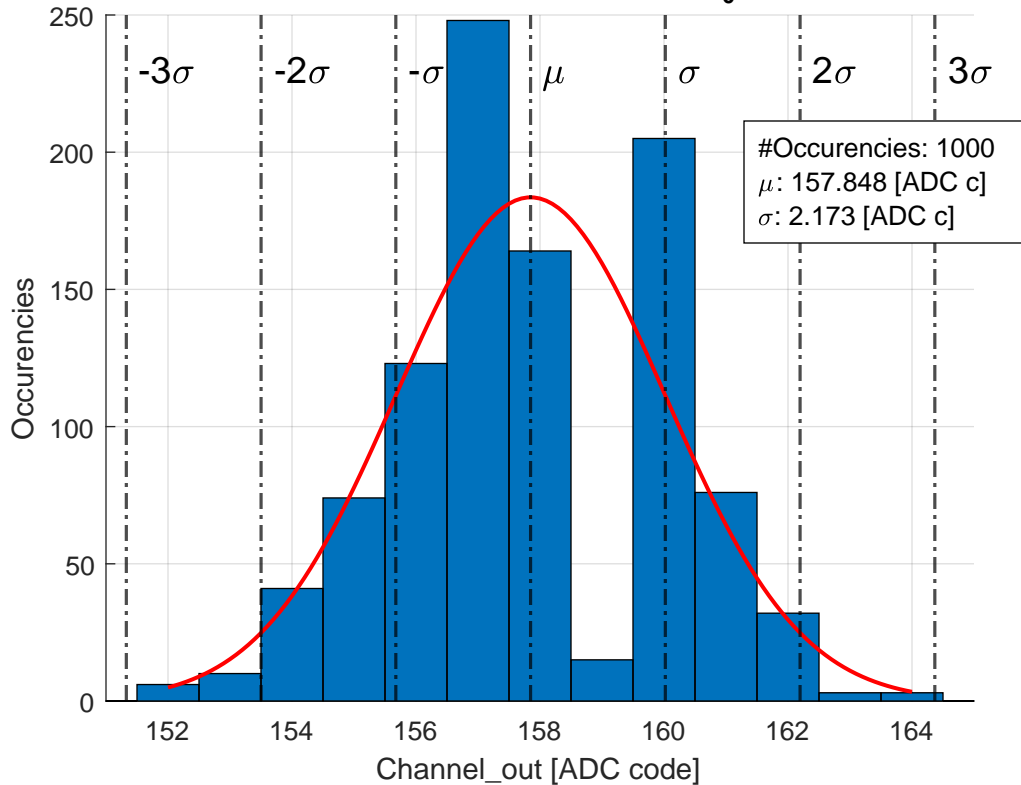 250
200
150
100
50
0
-3σ -2σ -σ μ σ 2σ 3σ
#Occurencies: 1000
μ: 157.848 [ADC c]
σ: 2.173 [ADC c]
Occurencies
152 154 156 158 160 162 164
Channel_out [ADC code]